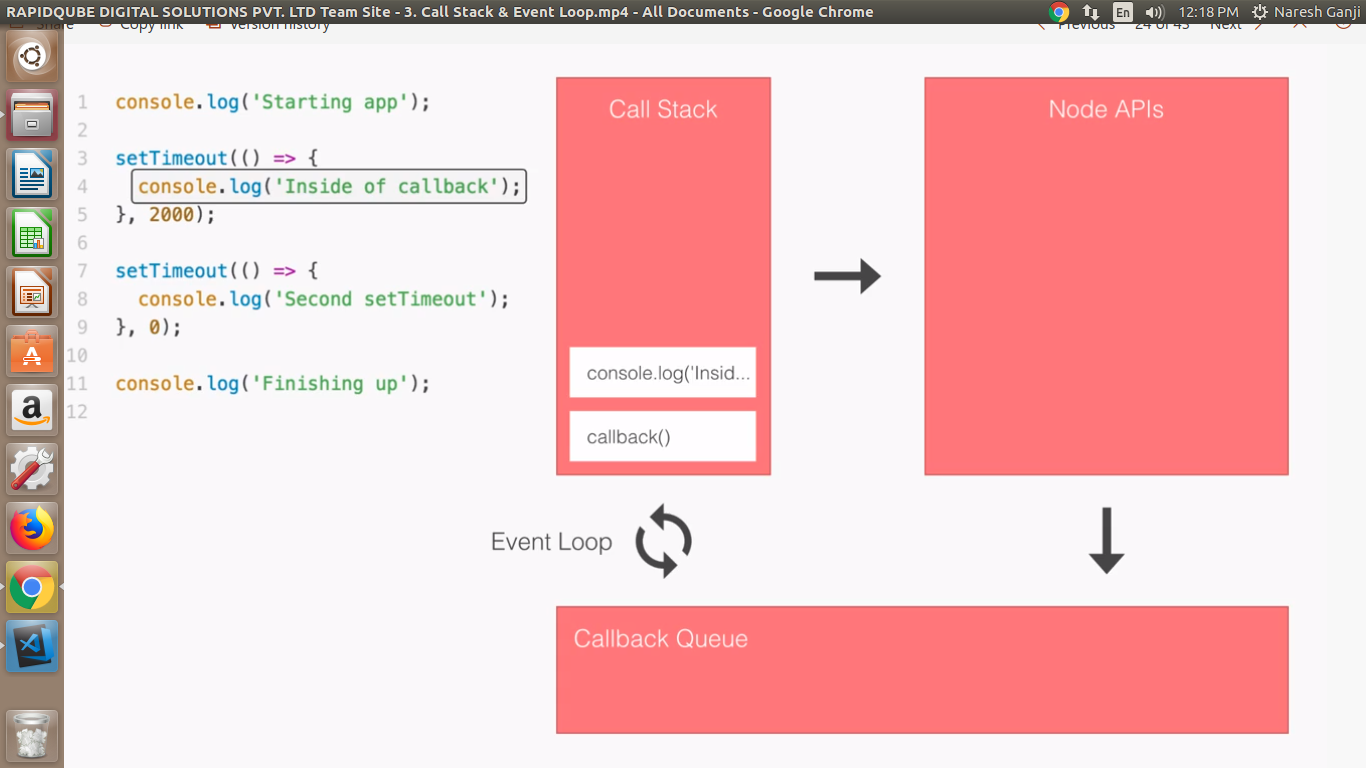 RAPIDQUBE DIGITAL SOLUTIONS PVT. LTD Team Site - 3. Call Stack & Event Loop.mp4 - All Documents - Google Chrome
En 12:18 PM Naresh Ganji
Share Copy link Version history Previous 24 of 43 Next
1 console.log('Starting app');
2
3 setTimeout(() => {
4 console.log('Inside of callback');
5 }, 2000);
6
7 setTimeout(() => {
8 console.log('Second setTimeout');
9 }, 0);
10
11 console.log('Finishing up');
12
Call Stack
console.log('Insid...
callback()
Node APIs
Event Loop
Callback Queue